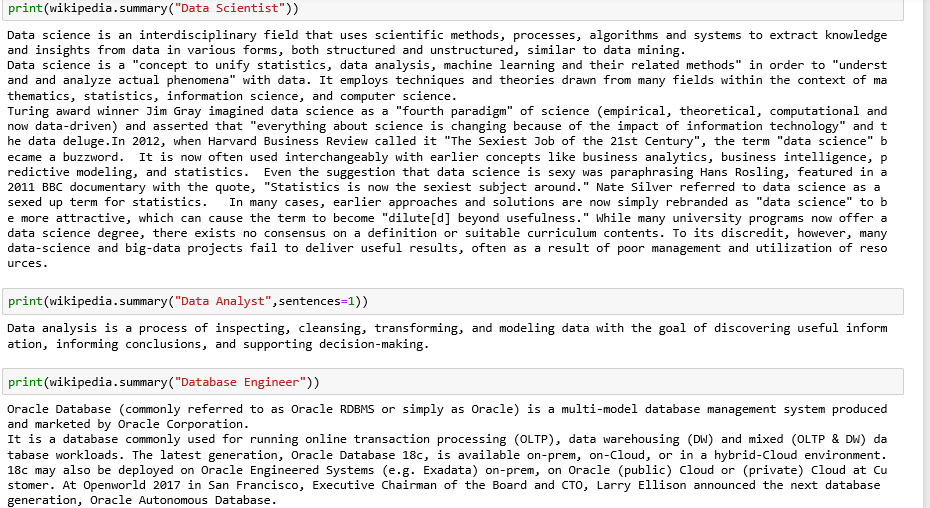 print(wikipedia.summary("Data Scientist"))
Data science is an interdisciplinary field that uses scientific methods, processes, algorithms and systems to extract knowledge
and insights from data in various forms, both structured and unstructured, similar to data mining.
Data science is a "concept to unify statistics, data analysis, machine learning and their related methods" in order to "underst
and and analyze actual phenomena" with data. It employs techniques and theories drawn from many fields within the context of ma
thematics, statistics, information science, and computer science.
Turing award winner Jim Gray imagined data science as a "fourth paradigm" of science (empirical, theoretical, computational and
now data-driven) and asserted that "everything about science is changing because of the impact of information technology" and t
he data deluge.In 2012, when Harvard Business Review called it "The Sexiest Job of the 21st Century", the term "data science" b
ecame a buzzword.  It is now often used interchangeably with earlier concepts like business analytics, business intelligence, p
redictive modeling, and statistics.  Even the suggestion that data science is sexy was paraphrasing Hans Rosling, featured in a
2011 BBC documentary with the quote, "Statistics is now the sexiest subject around." Nate Silver referred to data science as a
sexed up term for statistics.   In many cases, earlier approaches and solutions are now simply rebranded as "data science" to b
e more attractive, which can cause the term to become "dilute[d] beyond usefulness." While many university programs now offer a
data science degree, there exists no consensus on a definition or suitable curriculum contents. To its discredit, however, many
data-science and big-data projects fail to deliver useful results, often as a result of poor management and utilization of reso
urces.
print(wikipedia.summary("Data Analyst",sentences=1))
Data analysis is a process of inspecting, cleansing, transforming, and modeling data with the goal of discovering useful inform
ation, informing conclusions, and supporting decision-making.
print(wikipedia.summary("Database Engineer"))
Oracle Database (commonly referred to as Oracle RDBMS or simply as Oracle) is a multi-model database management system produced
and marketed by Oracle Corporation.
It is a database commonly used for running online transaction processing (OLTP), data warehousing (DW) and mixed (OLTP & DW) da
tabase workloads. The latest generation, Oracle Database 18c, is available on-prem, on-Cloud, or in a hybrid-Cloud environment.
18c may also be deployed on Oracle Engineered Systems (e.g. Exadata) on-prem, on Oracle (public) Cloud or (private) Cloud at Cu
stomer. At Openworld 2017 in San Francisco, Executive Chairman of the Board and CTO, Larry Ellison announced the next database
generation, Oracle Autonomous Database.